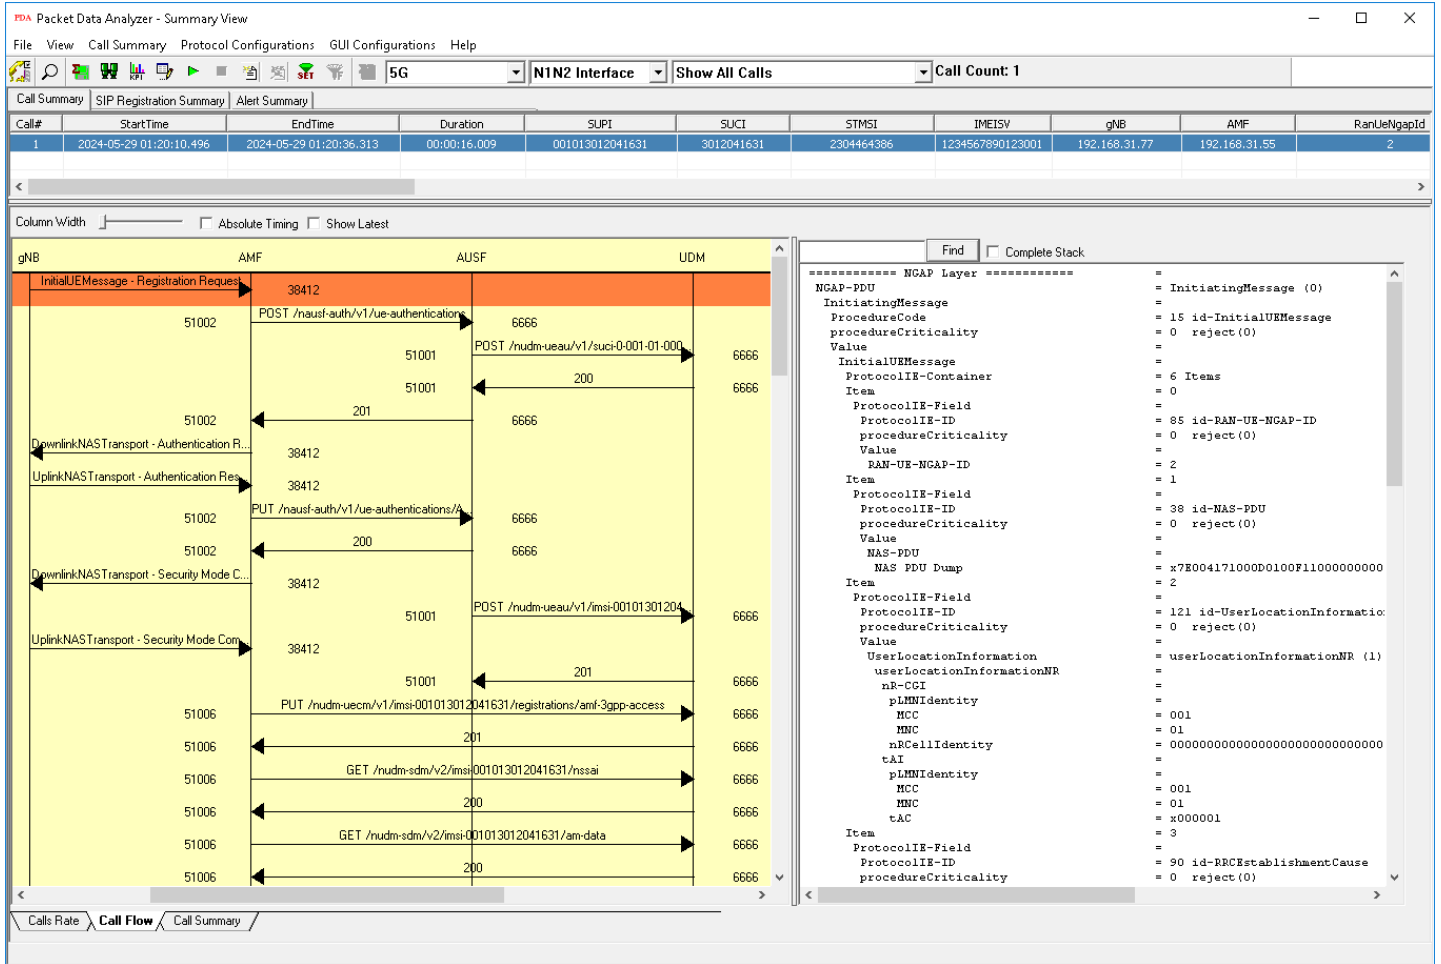 PDA Packet Data Analyzer - Summary View
File View Call Summary Protocol Configurations GUI Configurations Help
KPI SET 5G N1N2 Interface Show All Calls Call Count: 1
Call Summary SIP Registration Summary Alert Summary
Call# StartTime EndTime Duration SUPI SUCI STMSI IMEISV gNB AMF RanUeNgapId
1 2024-05-29 01:20:10.496 2024-05-29 01:20:36.313 00:00:16.009 001013012041631 3012041631 2304464386 1234567890123001 192.168.31.77 192.168.31.55 2
Column Width Absolute Timing Show Latest
gNB AMF AUSF UDM
InitialUEMessage - Registration Request
38412
POST /nausf-auth/v1/ue-authentications
51002 6666
POST /nudm-ueau/v1/suci-0-001-01-000...
51001 6666
200
51001 6666
201
51002 6666
DownlinkNASTransport - Authentication R...
38412
UplinkNASTransport - Authentication Res...
38412
PUT /nausf-auth/v1/ue-authentications/A...
51002 6666
200
51002 6666
DownlinkNASTransport - Security Mode C...
38412
POST /nudm-ueau/v1/imsi-00101301204...
51001 6666
UplinkNASTransport - Security Mode Com...
38412
201
51001 6666
PUT /nudm-uecm/v1/imsi-001013012041631/registrations/amf-3gpp-access
51006 6666
201
51006 6666
GET /nudm-sdm/v2/imsi-001013012041631/nssai
51006 6666
200
51006 6666
GET /nudm-sdm/v2/imsi-001013012041631/am-data
51006 6666
200
51006 6666
Find Complete Stack
============ NGAP Layer ============ =
NGAP-PDU = InitiatingMessage (0)
InitiatingMessage =
ProcedureCode = 15 id-InitialUEMessage
procedureCriticality = 0 reject(0)
Value =
InitialUEMessage =
ProtocolIE-Container = 6 Items
Item = 0
ProtocolIE-Field =
ProtocolIE-ID = 85 id-RAN-UE-NGAP-ID
procedureCriticality = 0 reject(0)
Value =
RAN-UE-NGAP-ID = 2
Item = 1
ProtocolIE-Field =
ProtocolIE-ID = 38 id-NAS-PDU
procedureCriticality = 0 reject(0)
Value =
NAS-PDU =
NAS PDU Dump = x7E004171000D0100F11000000000
Item = 2
ProtocolIE-Field =
ProtocolIE-ID = 121 id-UserLocationInformatio
procedureCriticality = 0 reject(0)
Value =
UserLocationInformation = userLocationInformationNR (1)
userLocationInformationNR =
nR-CGI =
pLMNIdentity =
MCC = 001
MNC = 01
nRCellIdentity = 00000000000000000000000000000
tAI =
pLMNIdentity =
MCC = 001
MNC = 01
tAC = x000001
Item = 3
ProtocolIE-Field =
ProtocolIE-ID = 90 id-RRCEstablishmentCause
procedureCriticality = 0 reject(0)
Calls Rate Call Flow Call Summary